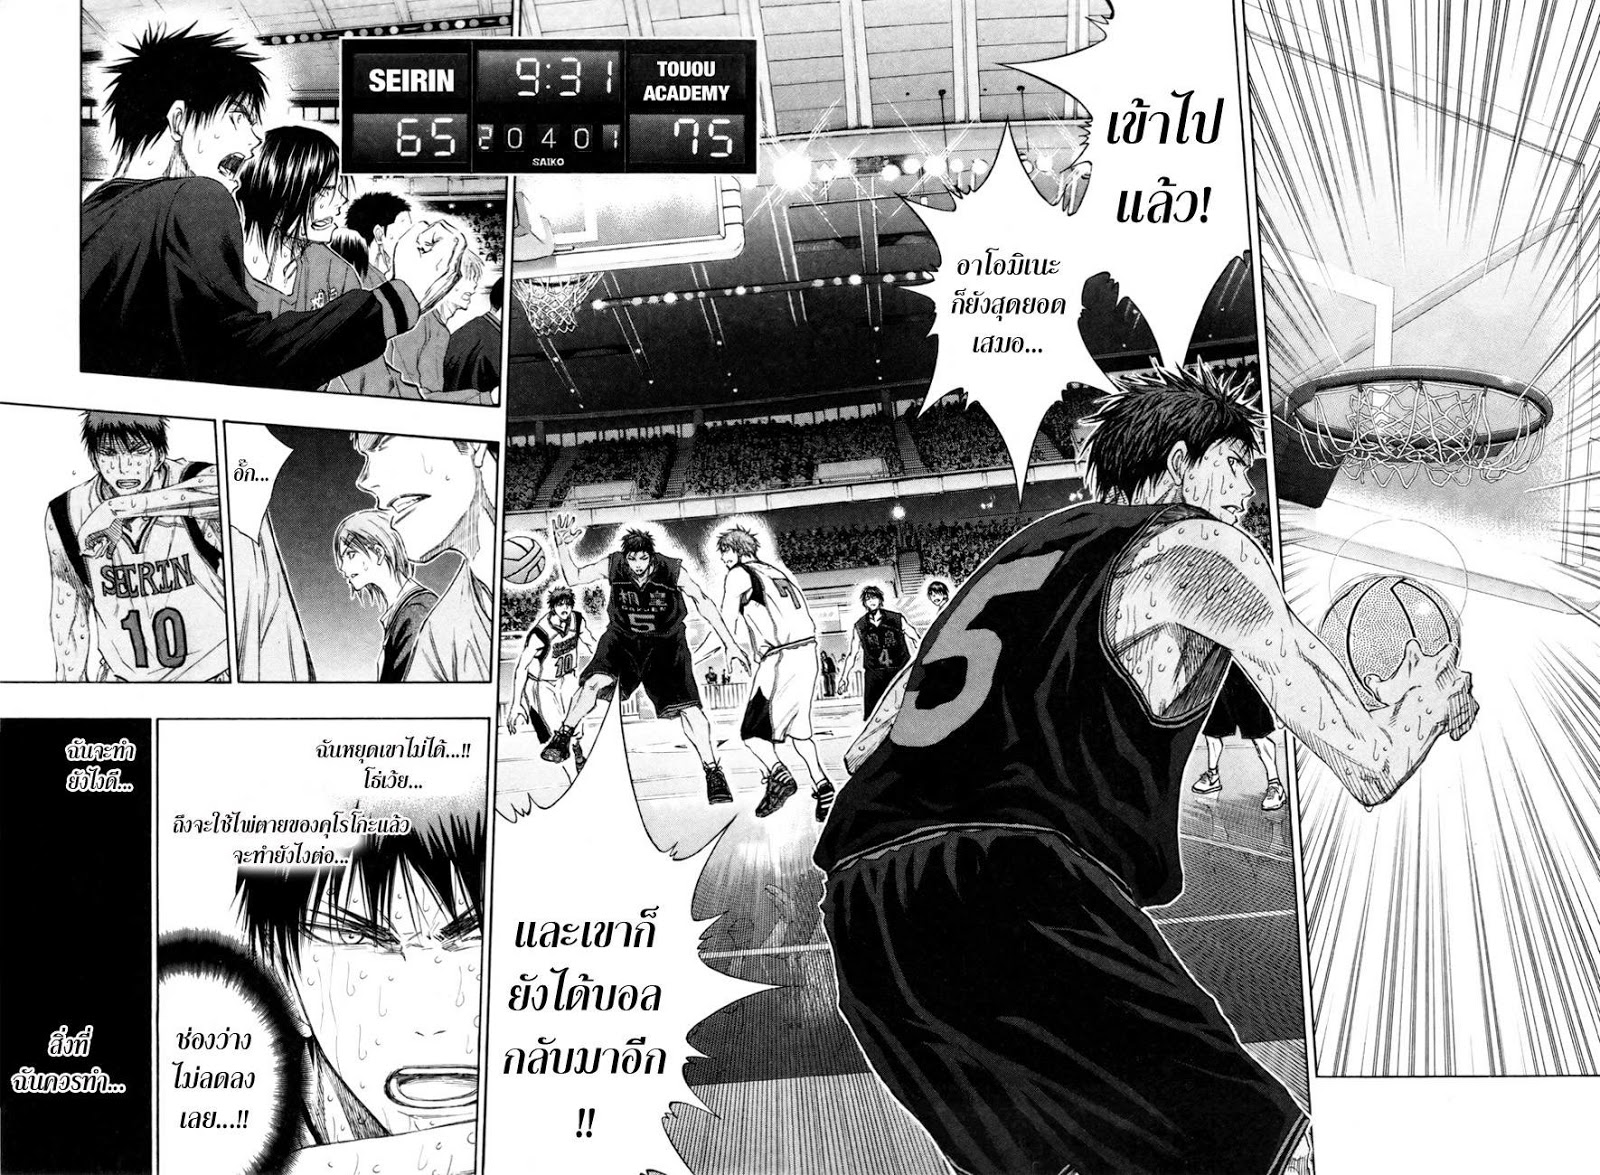 เข้าไป
แล้ว!
อาโอมิเนะ
ก็ยังสุดยอด
เสมอ...
5
SEIRIN
9:31
TOUOU
ACADEMY
65
20401
75
SAIKO
10
5
4
และเขาก็
ยังได้บอล
กลับมาอีก
!!
อั๊ก...
SEIRIN
10
ฉันหยุดเขาไม่ได้...!!
โธ่เว้ย...
ถึงจะใช้ไพ่ตายของคุโรโกะแล้ว
จะทำยังไงต่อ...
ช่องว่าง
ไม่ลดลง
เลย...!!
ฉันจะทำ
ยังไงดี...
สิ่งที่
ฉันควรทำ...